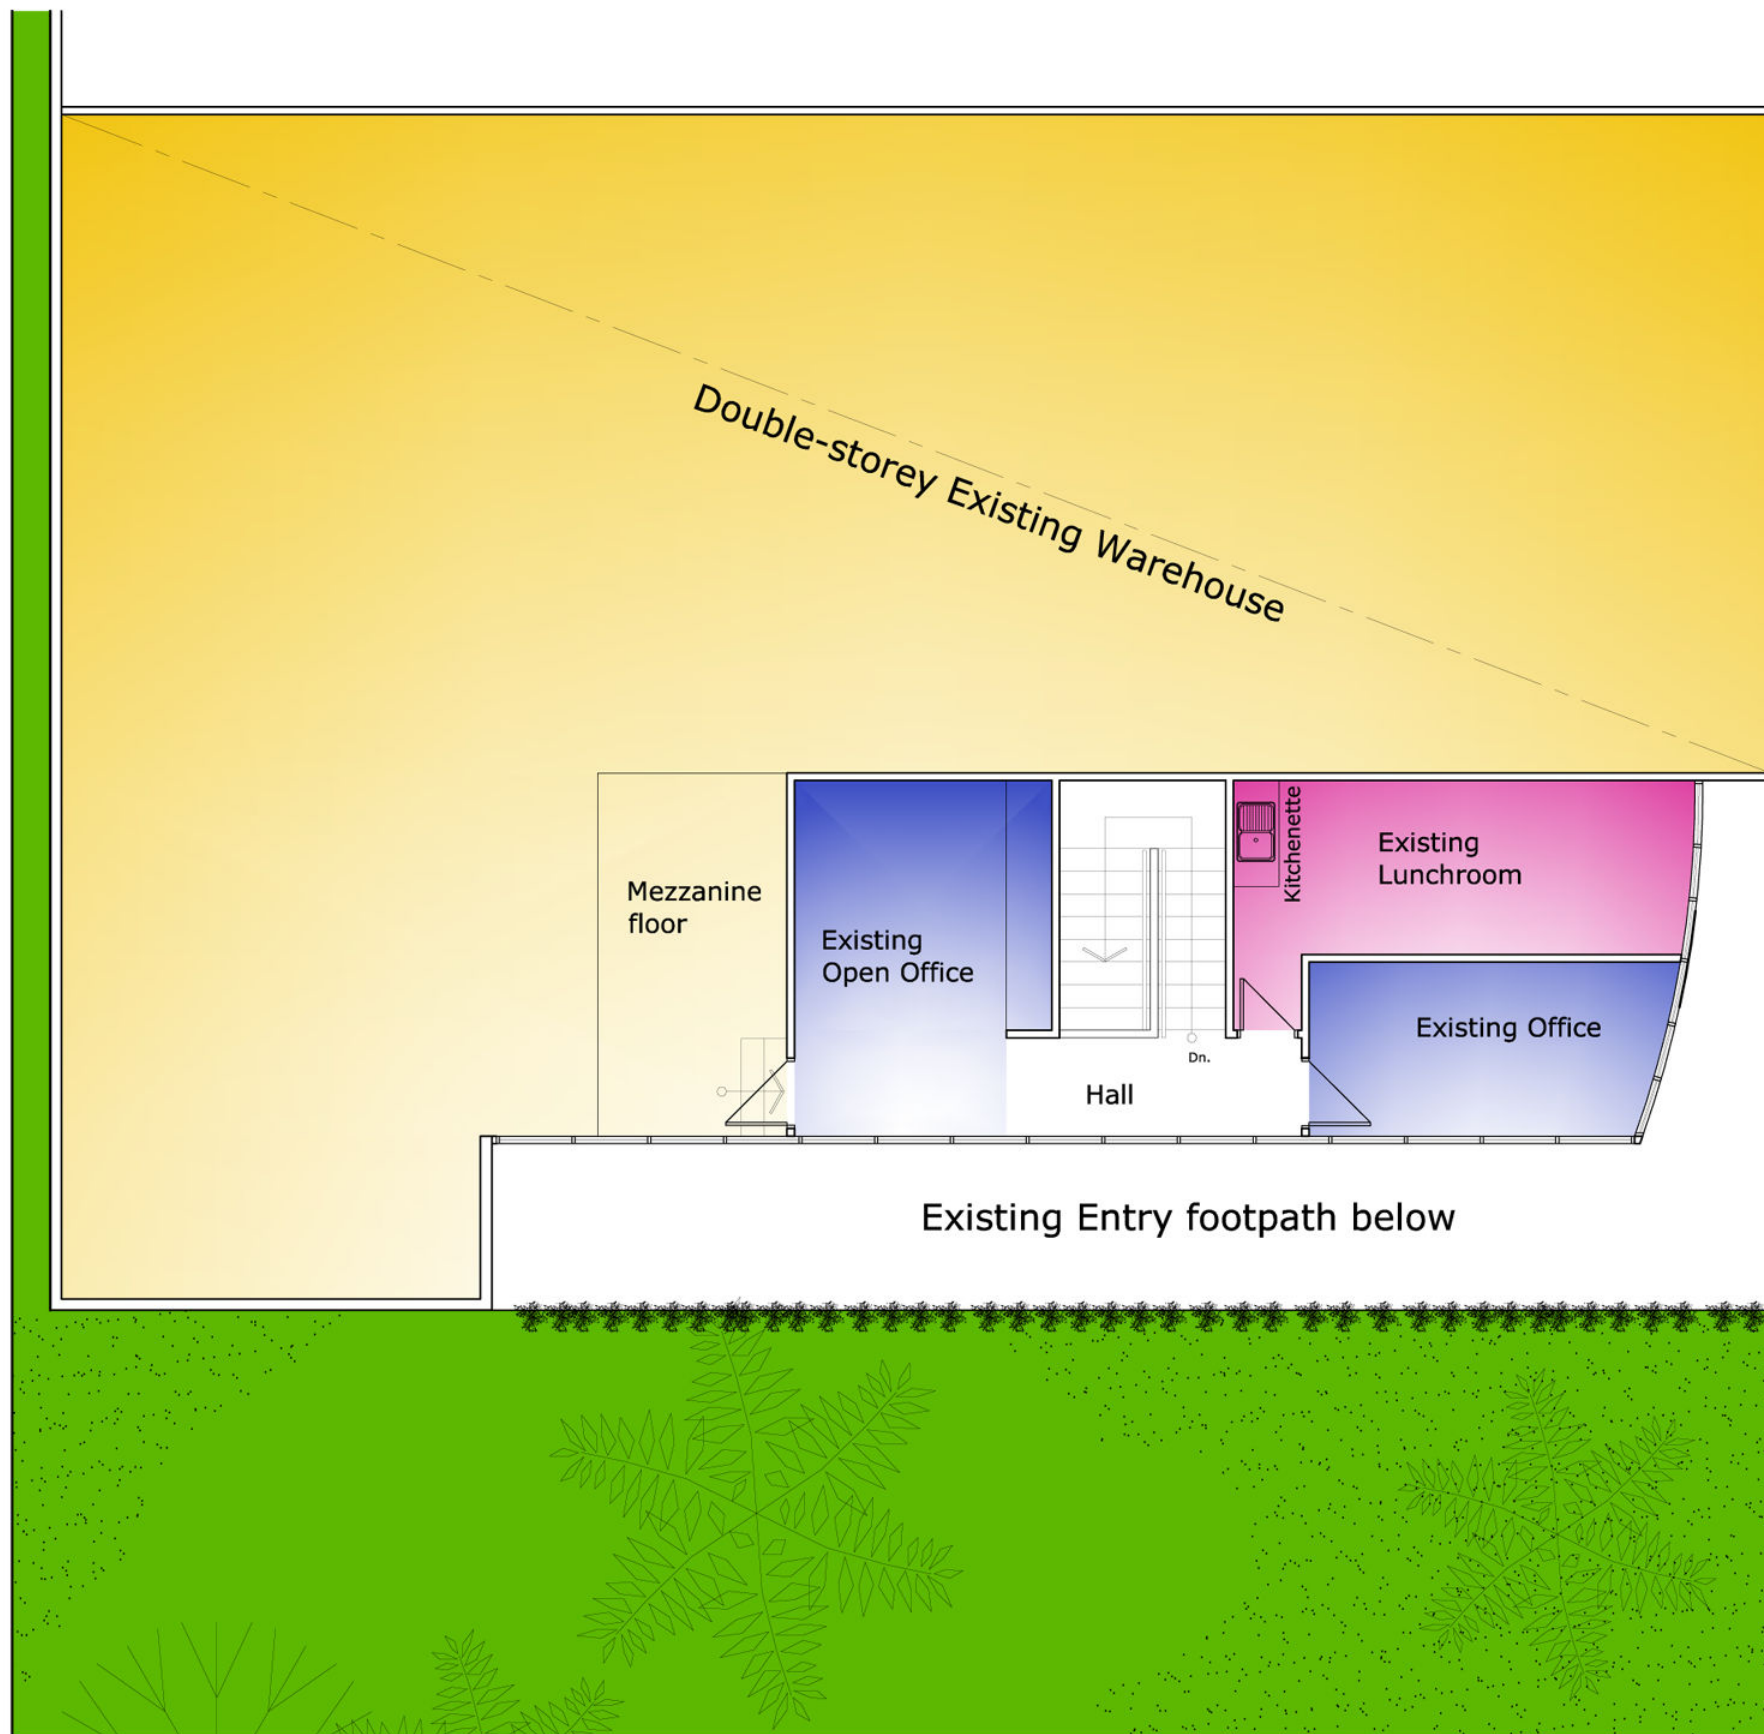 Double-storey Existing Warehouse
Mezzanine
floor
Existing
Open Office
Kitchenette
Existing
Lunchroom
Existing Office
Dn.
Hall
Existing Entry footpath below